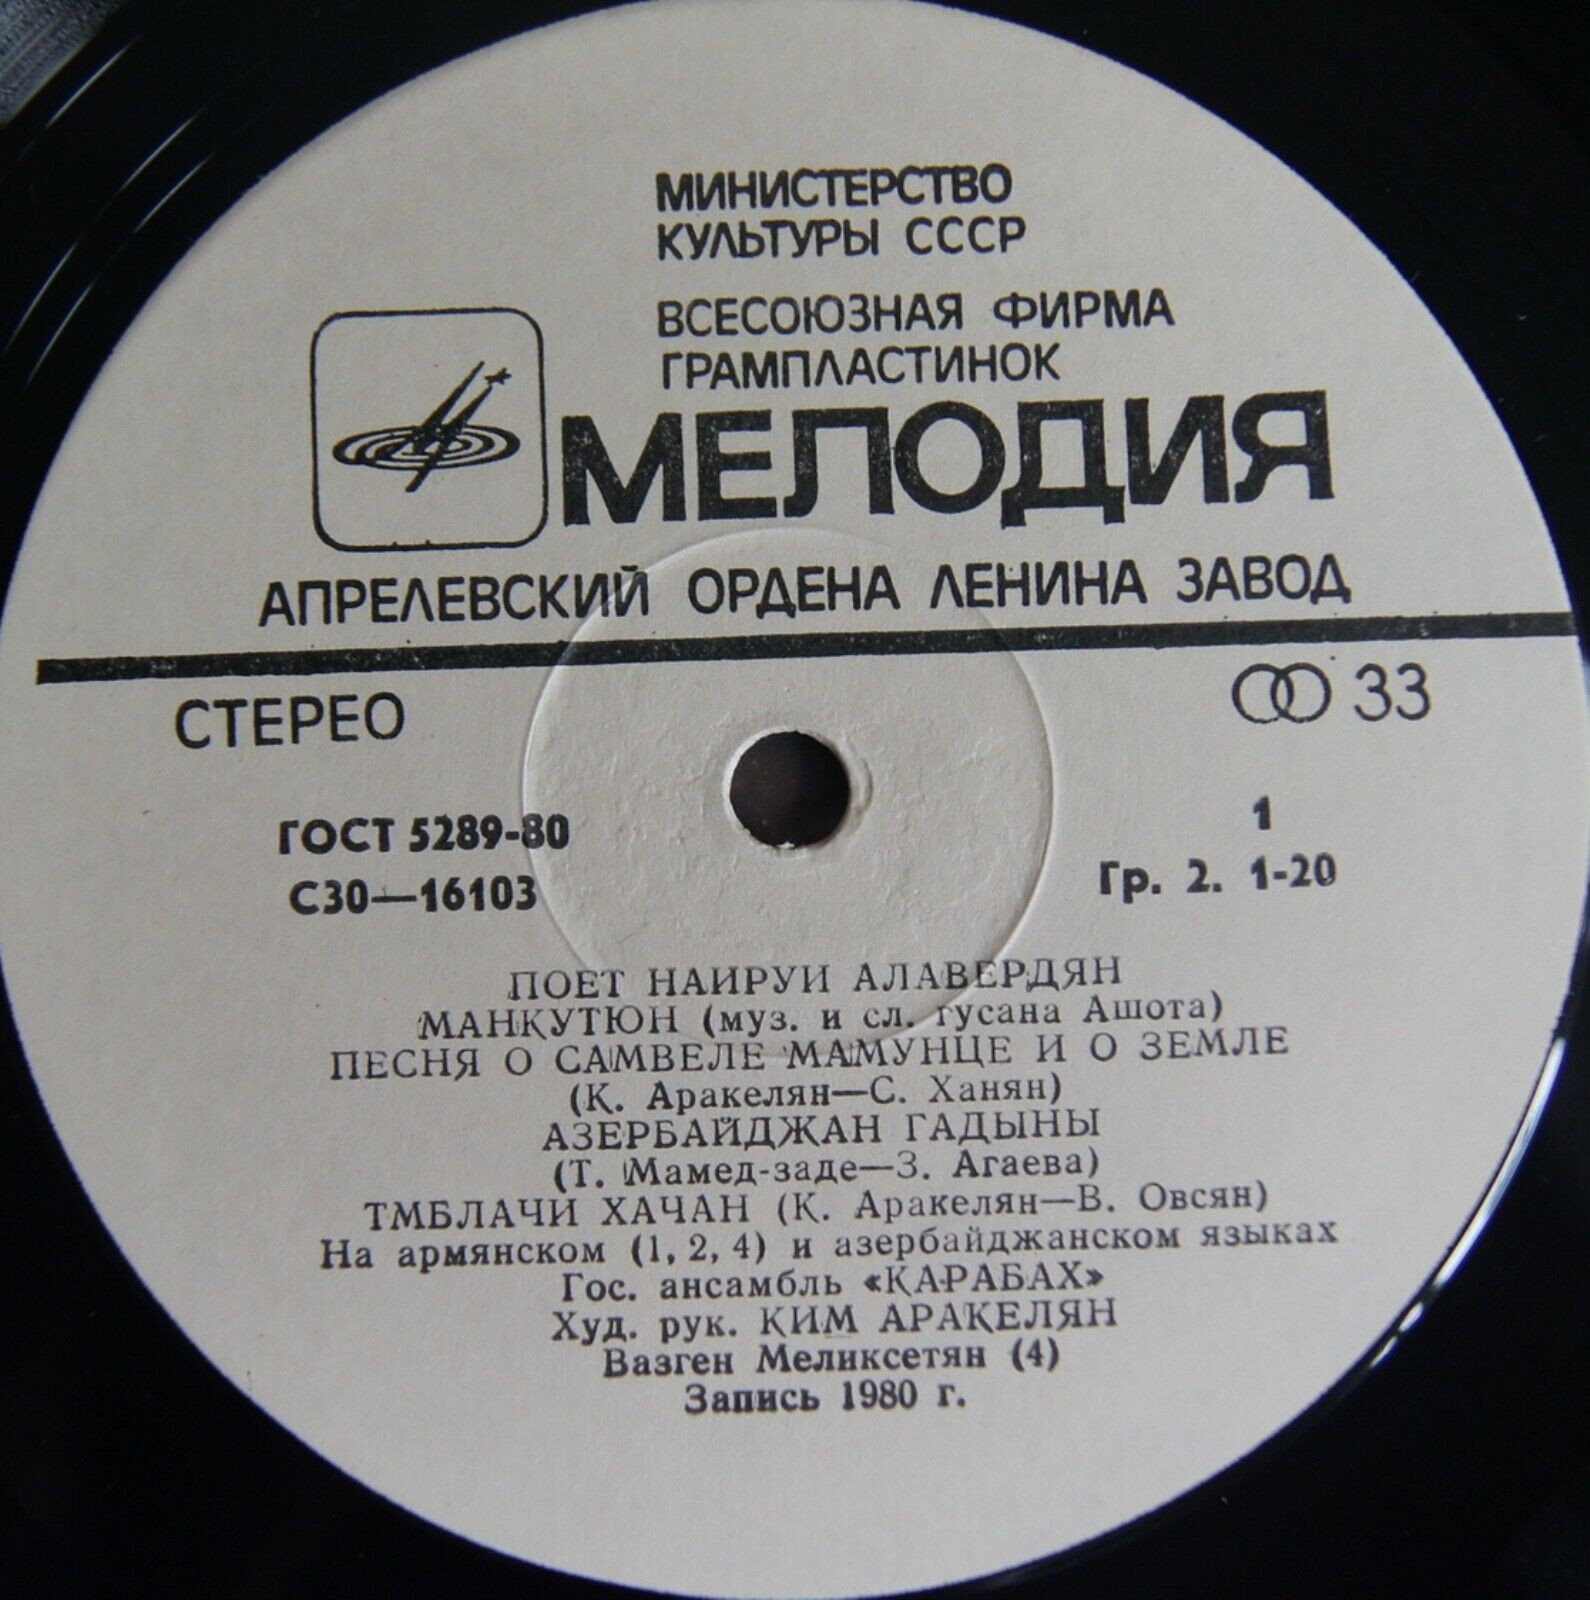 МИНИСТЕРСТВО
КУЛЬТУРЫ СССР
ВСЕСОЮЗНАЯ ФИРМА
ГРАМПЛАСТИНОК
МЕЛОДИЯ
АПРЕЛЕВСКИЙ ОРДЕНА ЛЕНИНА ЗАВОД
СТЕРЕО 33
ГОСТ 5289-80 1
С30—16103 Гр. 2. 1-20
ПОЕТ НАИРУИ АЛАВЕРДЯН
МАНКУТЮН (муз. и сл. гусана Ашота)
ПЕСНЯ О САМВЕЛЕ МАМУНЦЕ И О ЗЕМЛЕ
(К. Аракелян—С. Ханян)
АЗЕРБАЙДЖАН ГАДЫНЫ
(Т. Мамед-заде—З. Агаева)
ТМБЛАЧИ ХАЧАН (К. Аракелян—В. Овсян)
На армянском (1, 2, 4) и азербайджанском языках
Гос. ансамбль «КАРАБАХ»
Худ. рук. КИМ АРАКЕЛЯН
Вазген Меликсетян (4)
Запись 1980 г.